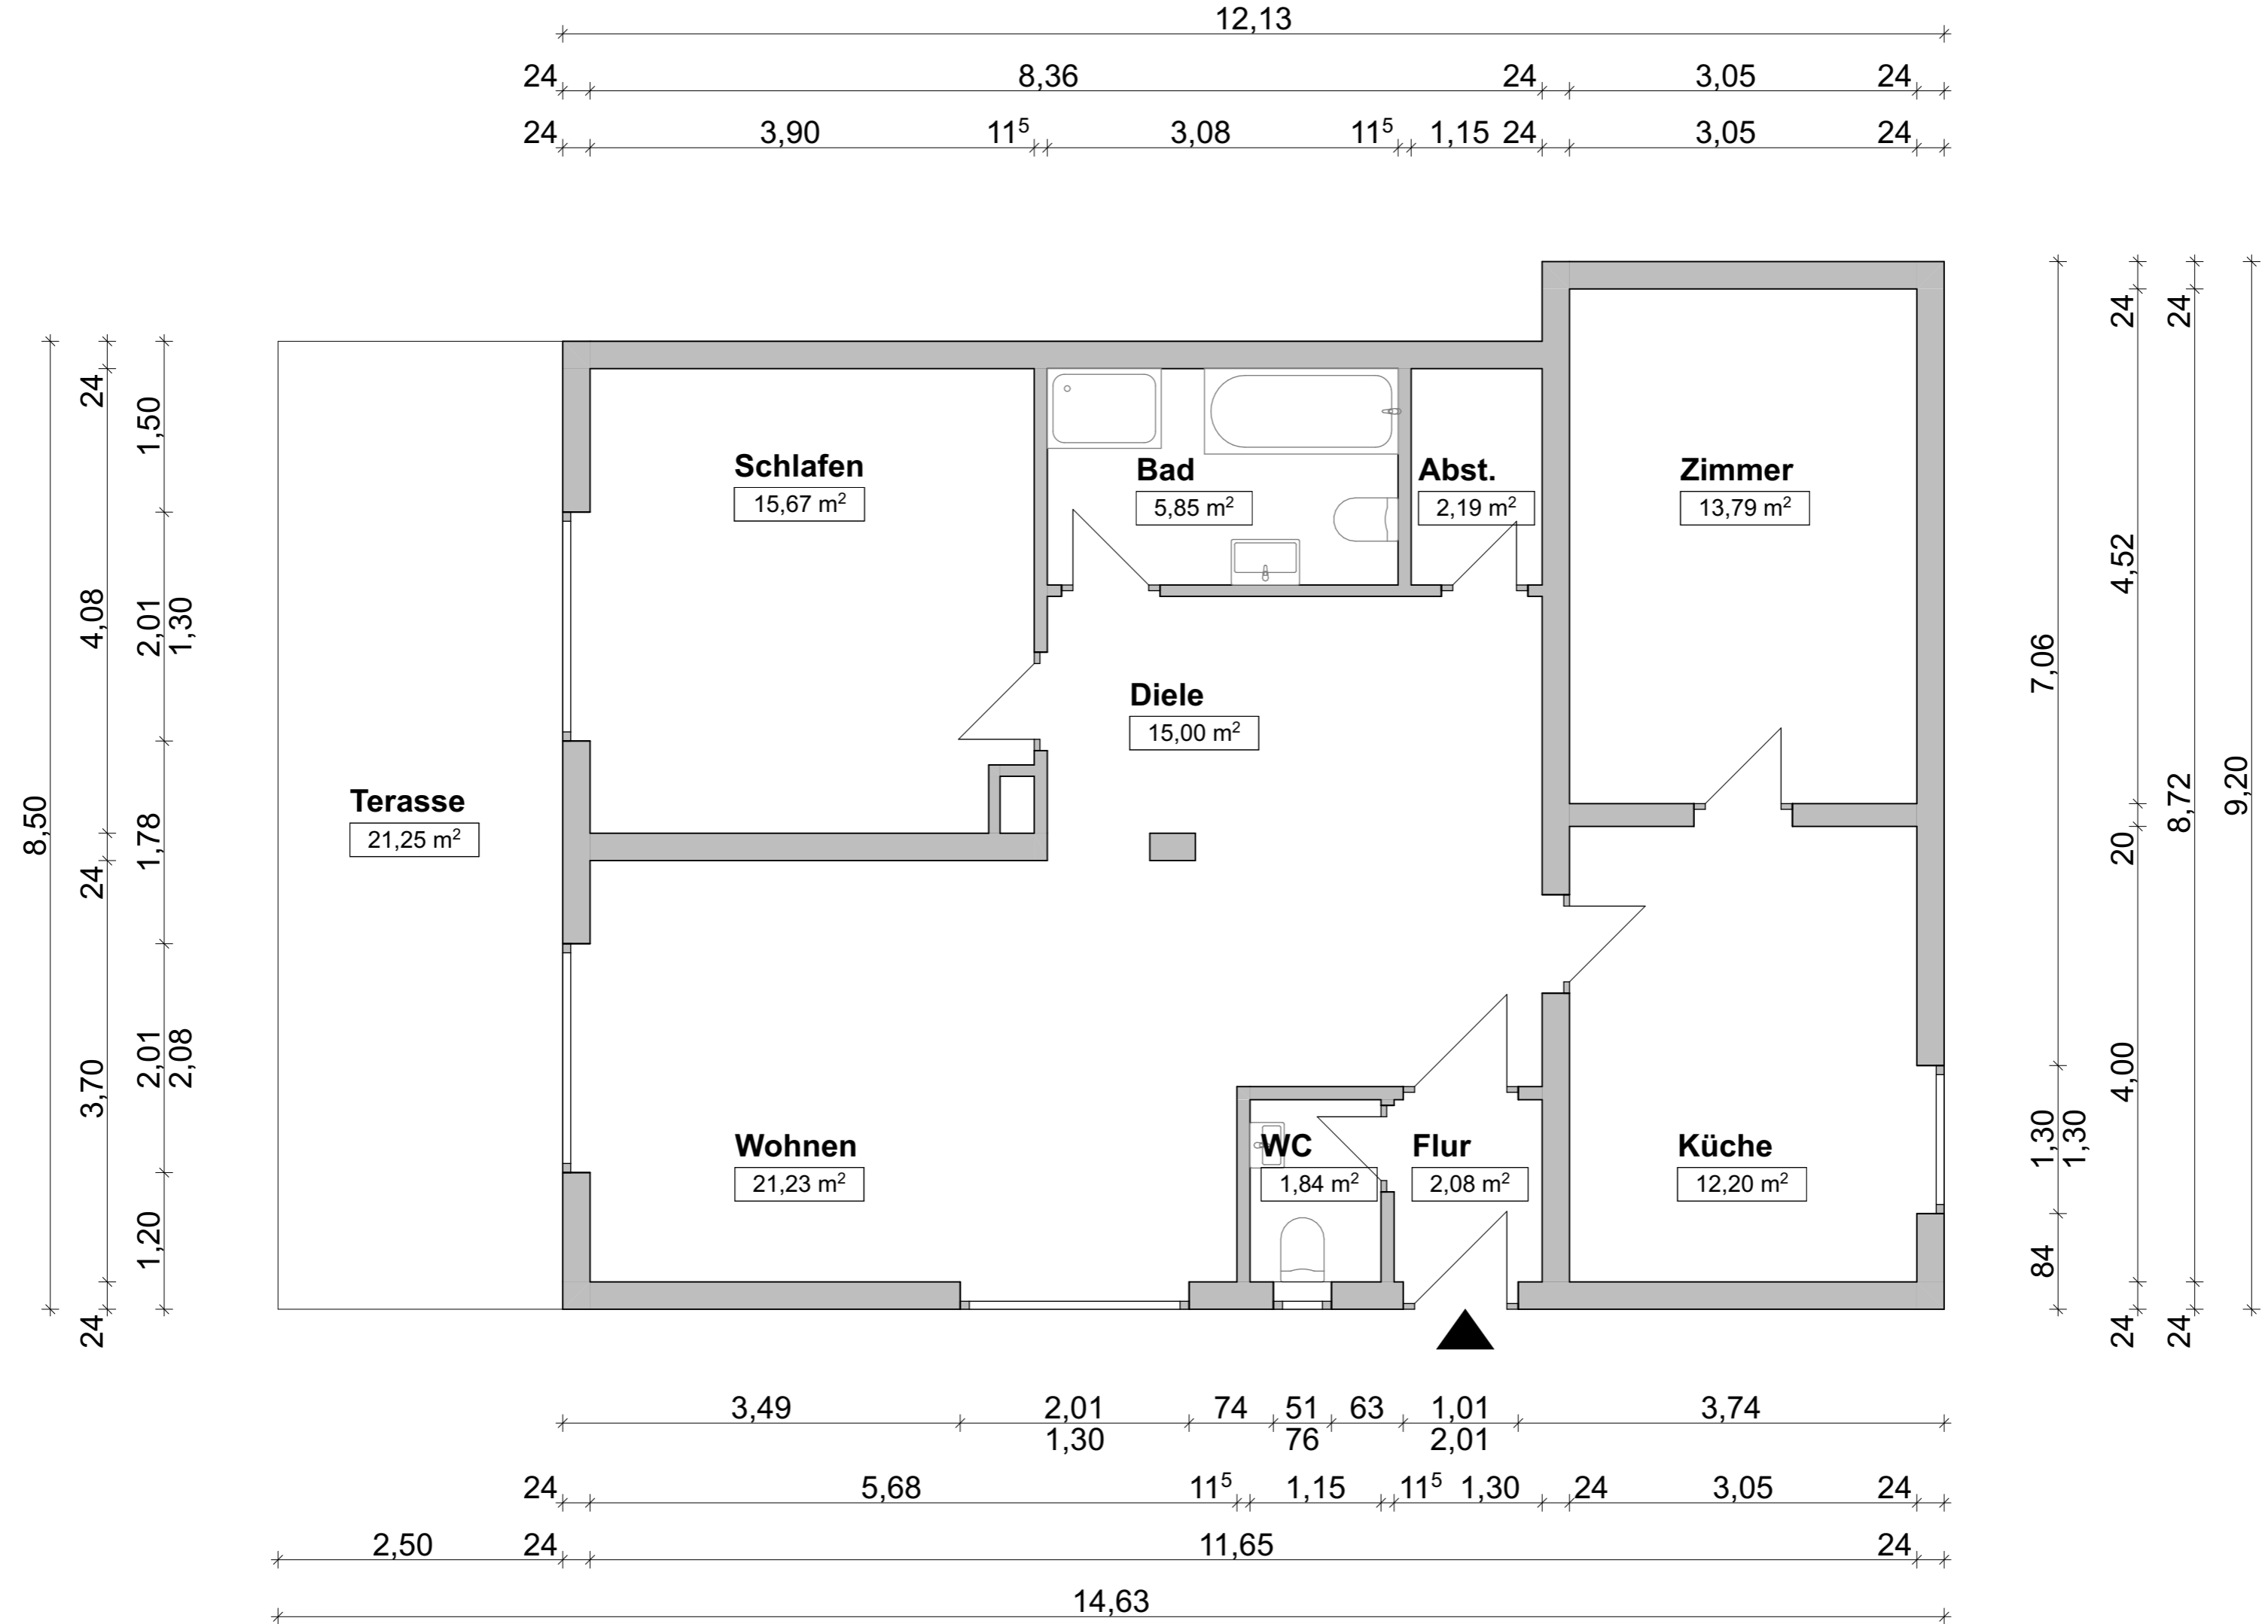 12,13
24 8,36 24 3,05 24
24 3,90 11⁵ 3,08 11⁵ 1,15 24 3,05 24
8,50
24 4,08 24 3,70 24
1,50 2,01 1,78 2,01 1,20
1,30 2,08
Schlafen
15,67 m²
Bad
5,85 m²
Abst.
2,19 m²
Zimmer
13,79 m²
Diele
15,00 m²
Terasse
21,25 m²
Wohnen
21,23 m²
WC
1,84 m²
Flur
2,08 m²
Küche
12,20 m²
7,06 1,30 84
1,30
24 4,52 20 4,00 24
24 8,72 24
9,20
3,49 2,01 74 51 63 1,01 3,74
1,30 76 2,01
24 5,68 11⁵ 1,15 11⁵ 1,30 24 3,05 24
2,50 24 11,65 24
14,63